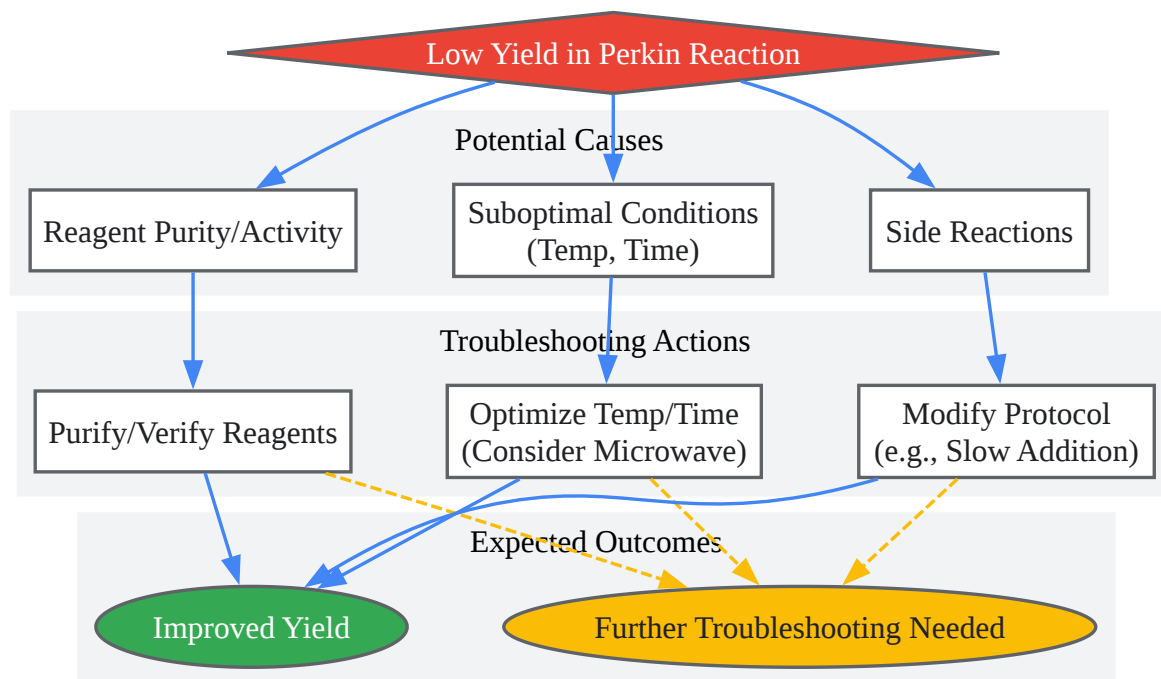 Low Yield in Perkin Reaction
Potential Causes
Reagent Purity/Activity
Suboptimal Conditions
(Temp, Time)
Side Reactions
Troubleshooting Actions
Purify/Verify Reagents
Optimize Temp/Time
(Consider Microwave)
Modify Protocol
(e.g., Slow Addition)
Expected Outcomes
Improved Yield
Further Troubleshooting Needed